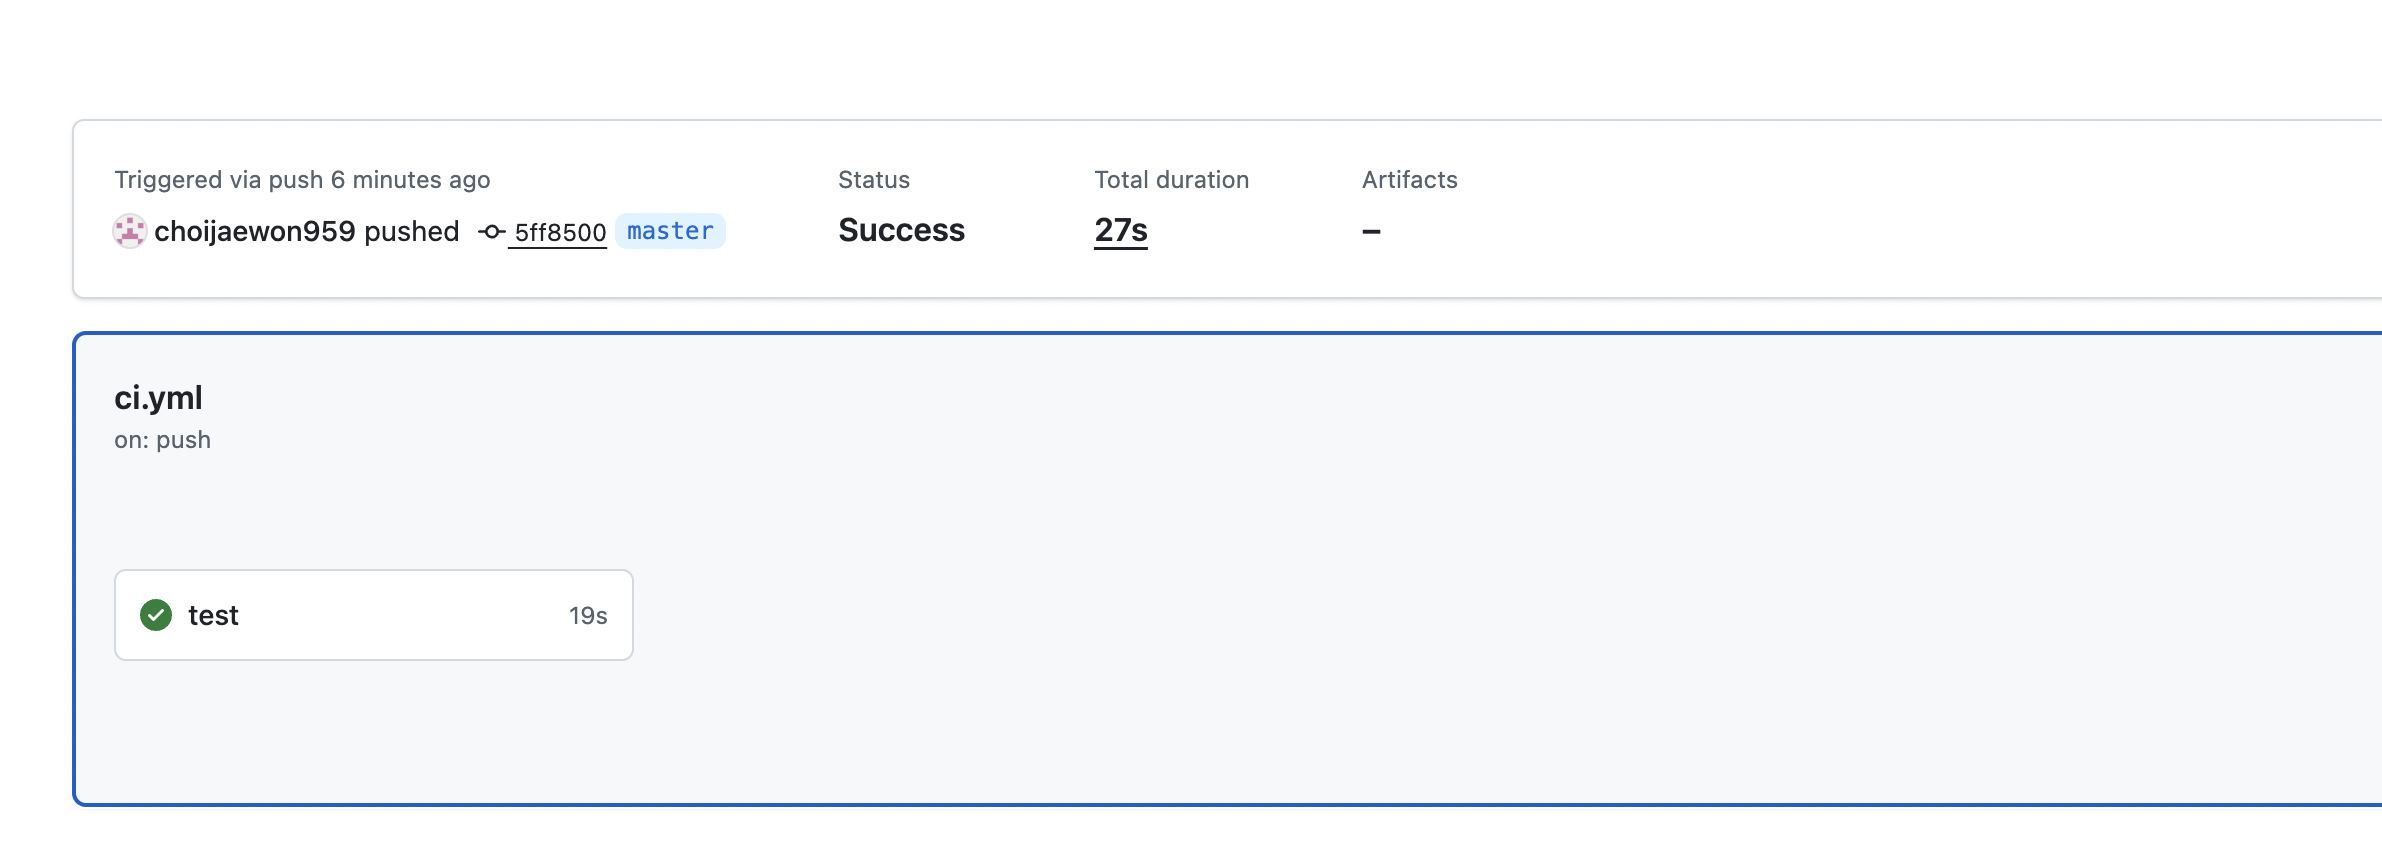 Triggered via push 6 minutes ago
choijaewon959 pushed 5ff8500 master
Status
Success
Total duration
27s
Artifacts
–
ci.yml
on: push
test 19s